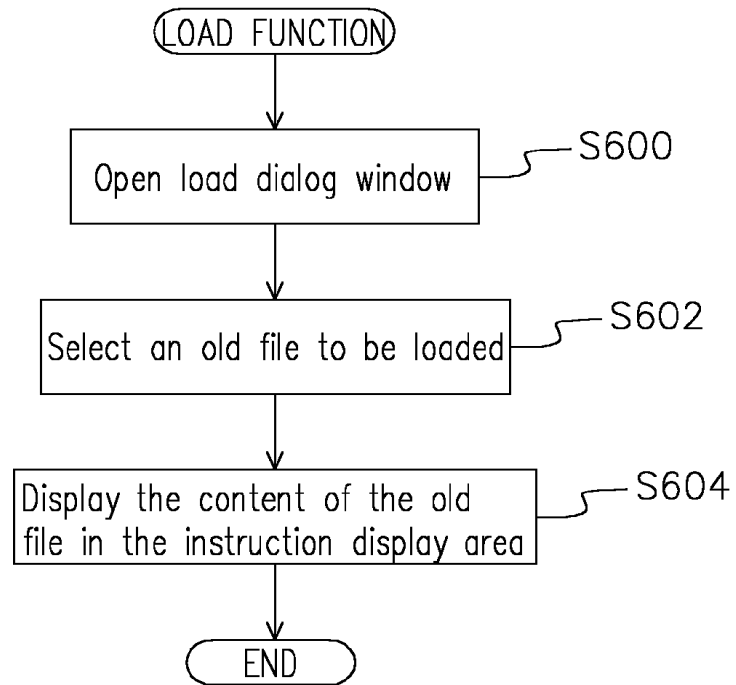 LOAD FUNCTION
Open load dialog window
S600
Select an old file to be loaded
S602
Display the content of the old
file in the instruction display area
S604
END